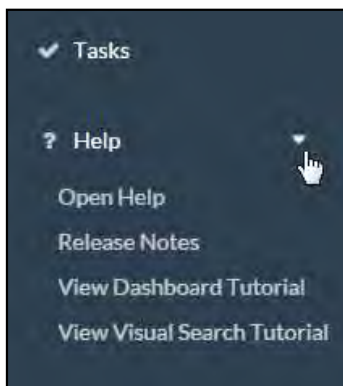 Tasks
? Help
Open Help
Release Notes
View Dashboard Tutorial
View Visual Search Tutorial